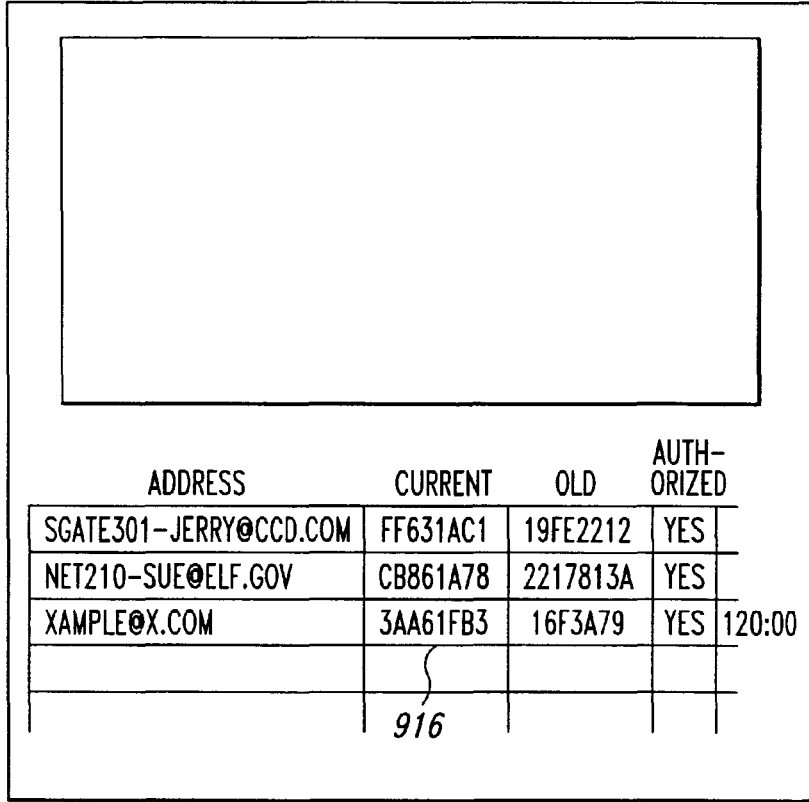 ADDRESS CURRENT OLD AUTH-
ORIZED
SGATE301-JERRY@CCD.COM FF631AC1 19FE2212 YES
NET210-SUE@ELF.GOV CB861A78 2217813A YES
XAMPLE@X.COM 3AA61FB3 16F3A79 YES 120:00
916